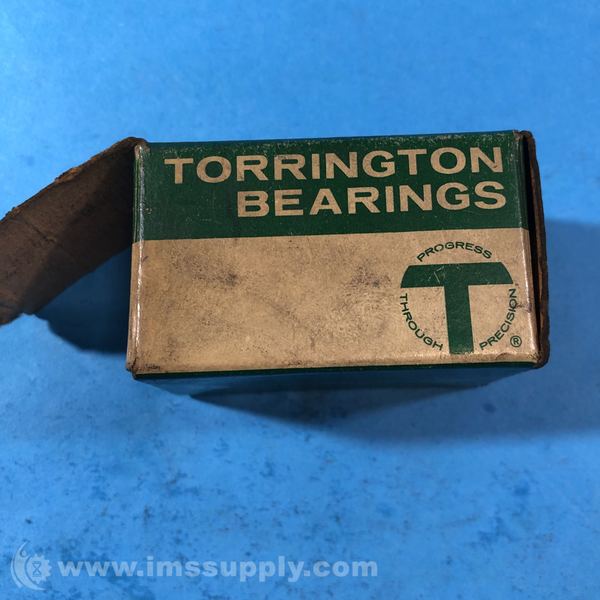 TORRINGTON
BEARINGS
PROGRESS
THROUGH
PRECISION
®
www.imssupply.com